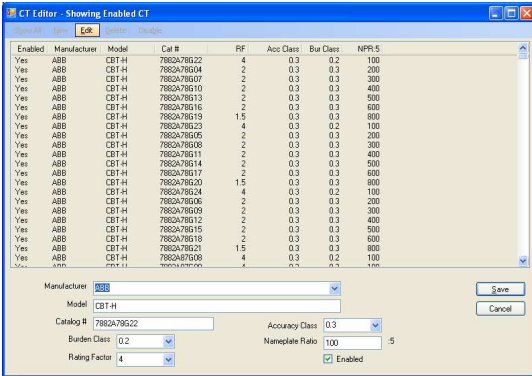 CT Editor - Showing Enabled CT
Show All New Edit Delete Disable
Enabled Manufacturer Model Cat # RF Acc Class Bur Class NPR:5
Yes ABB CBT-H 7882A78G22 4 0.3 0.2 100
Yes ABB CBT-H 7882A78G04 2 0.3 0.3 200
Yes ABB CBT-H 7882A78G07 2 0.3 0.3 300
Yes ABB CBT-H 7882A78G10 2 0.3 0.3 400
Yes ABB CBT-H 7882A78G13 2 0.3 0.3 500
Yes ABB CBT-H 7882A78G16 2 0.3 0.3 600
Yes ABB CBT-H 7882A78G19 1.5 0.3 0.3 800
Yes ABB CBT-H 7882A78G23 4 0.3 0.2 100
Yes ABB CBT-H 7882A78G05 2 0.3 0.3 200
Yes ABB CBT-H 7882A78G08 2 0.3 0.3 300
Yes ABB CBT-H 7882A78G11 2 0.3 0.3 400
Yes ABB CBT-H 7882A78G14 2 0.3 0.3 500
Yes ABB CBT-H 7882A78G17 2 0.3 0.3 600
Yes ABB CBT-H 7882A78G20 1.5 0.3 0.3 800
Yes ABB CBT-H 7882A78G24 4 0.3 0.2 100
Yes ABB CBT-H 7882A78G06 2 0.3 0.3 200
Yes ABB CBT-H 7882A78G09 2 0.3 0.3 300
Yes ABB CBT-H 7882A78G12 2 0.3 0.3 400
Yes ABB CBT-H 7882A78G15 2 0.3 0.3 500
Yes ABB CBT-H 7882A78G18 2 0.3 0.3 600
Yes ABB CBT-H 7882A78G21 1.5 0.3 0.3 800
Yes ABB CBT-H 7882A87G08 4 0.3 0.2 100
Manufacturer ABB Save
Model CBT-H Cancel
Catalog # 7882A78G22 Accuracy Class 0.3
Burden Class 0.2 Nameplate Ratio 100 :5
Rating Factor 4 Enabled